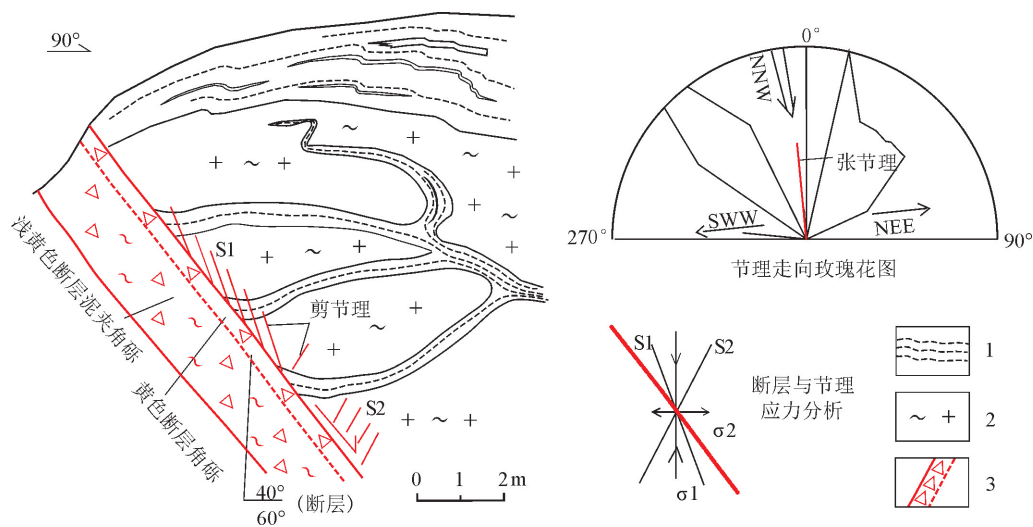 90°
S1
剪节理
S2
浅黄色断层泥夹角砾
黄色断层角砾
40°
60°
(断层)
0 1 2 m
0°
NNW
张节理
SWW
NEE
270°
90°
节理走向玫瑰花图
S1
S2
断层与节理
应力分析
σ2
σ1
1
2
3